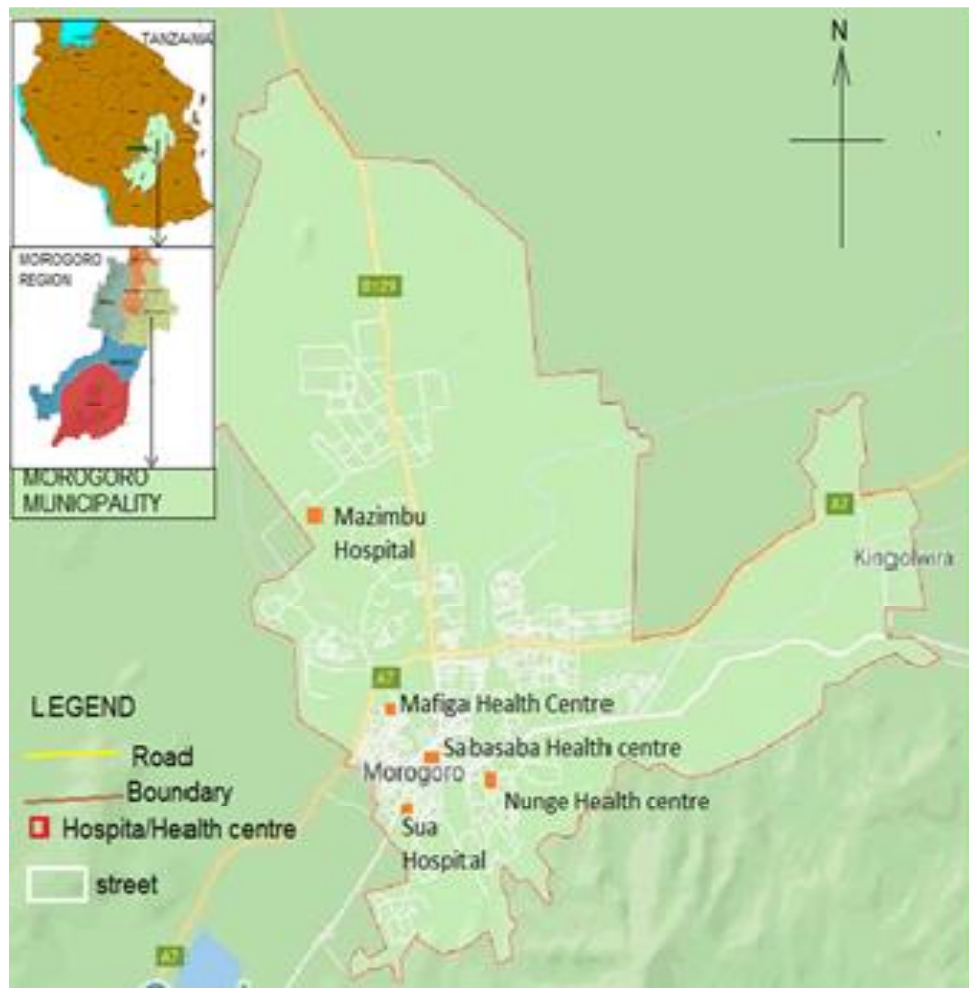 TANZANIA
N
MOROGORO
REGION
MOROGORO
MUNICIPALITY
B129
A7
Kingolwira
Mazimbu
Hospital
A7
Mafiga Health Centre
Sabasaba Health centre
Morogoro
Nunge Health centre
Sua
Hospital
LEGEND
Road
Boundary
Hospita/Health centre
street
A7